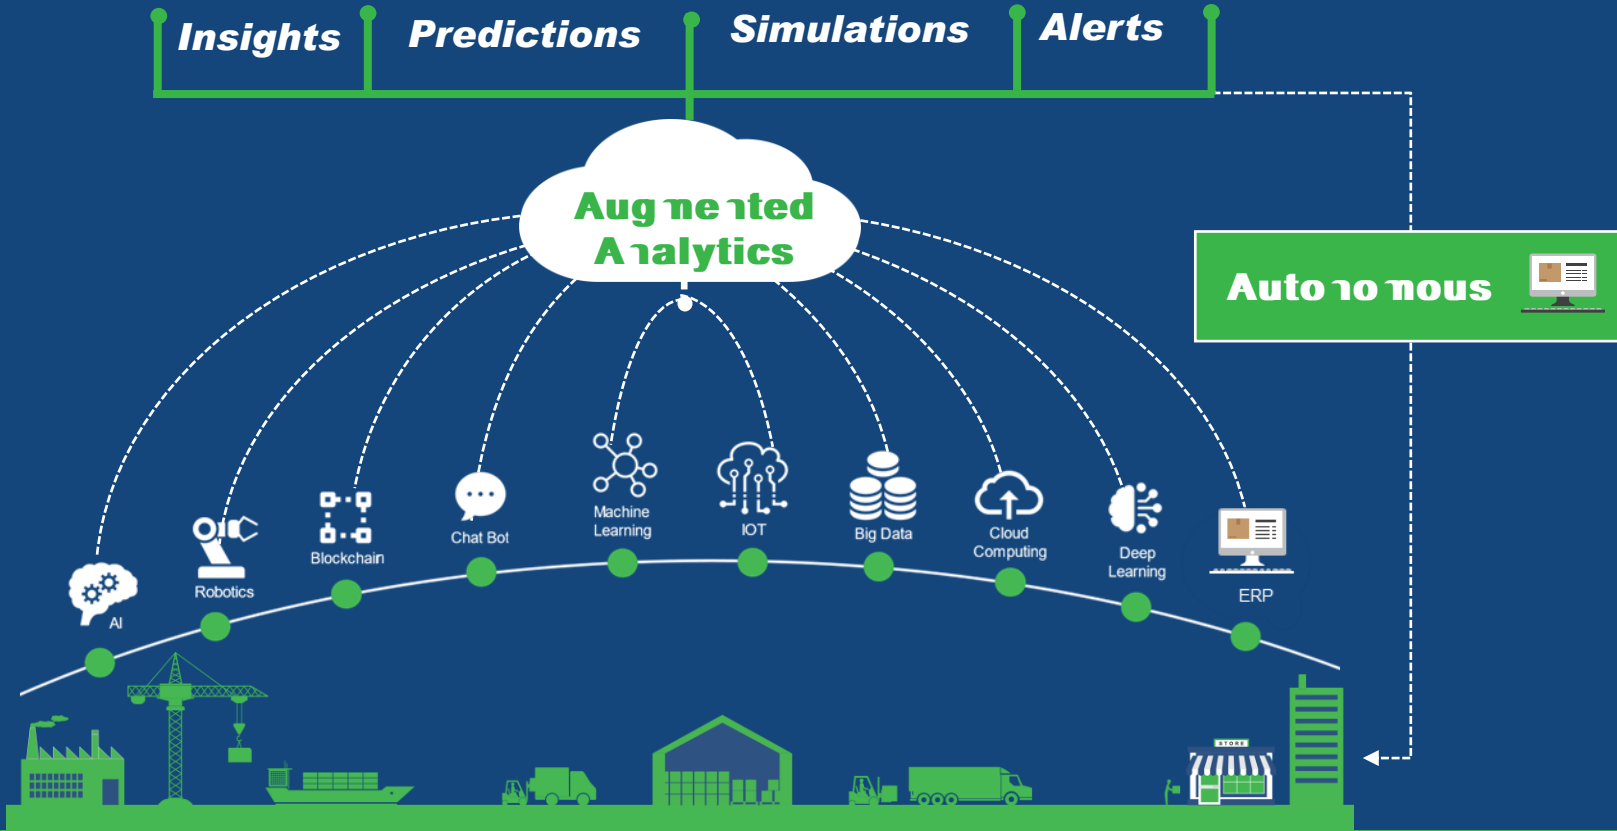 Insights
Predictions
Simulations
Alerts
Augmented
Analytics
Autonomous
AI
Robotics
Blockchain
Chat Bot
Machine
Learning
IOT
Big Data
Cloud
Computing
Deep
Learning
ERP
STORE